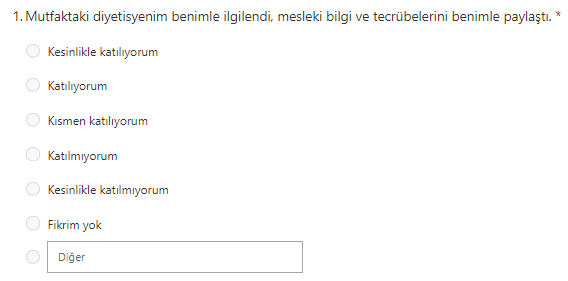 1. Mutfaktaki diyetisyenim benimle ilgilendi, mesleki bilgi ve tecrübelerini benimle paylaştı. *
Kesinlikle katılıyorum
Katılıyorum
Kısmen katılıyorum
Katılmıyorum
Kesinlikle katılmıyorum
Fikrim yok
Diğer